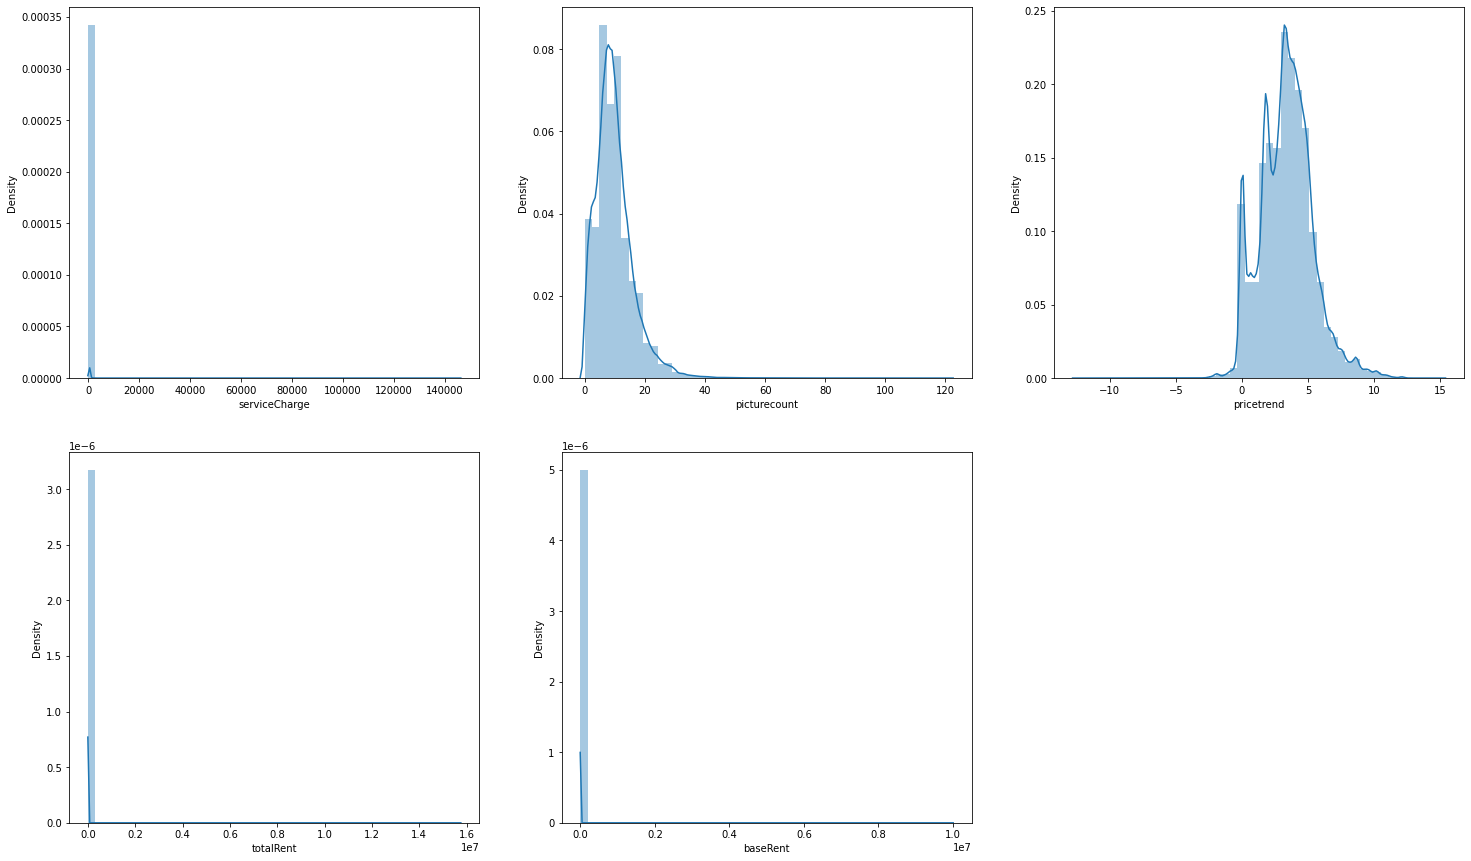 0.00035
0.00030
0.00025
0.00020
0.00015
0.00010
0.00005
0.00000
Density
0 20000 40000 60000 80000 100000 120000 140000
serviceCharge
0.08
0.06
0.04
0.02
0.00
Density
0 20 40 60 80 100 120
picturecount
0.25
0.20
0.15
0.10
0.05
0.00
Density
−10 −5 0 5 10 15
pricetrend
1e−6
3.0
2.5
2.0
1.5
1.0
0.5
0.0
Density
0.0 0.2 0.4 0.6 0.8 1.0 1.2 1.4 1.6
totalRent
1e7
1e−6
5
4
3
2
1
0
Density
0.0 0.2 0.4 0.6 0.8 1.0
baseRent
1e7